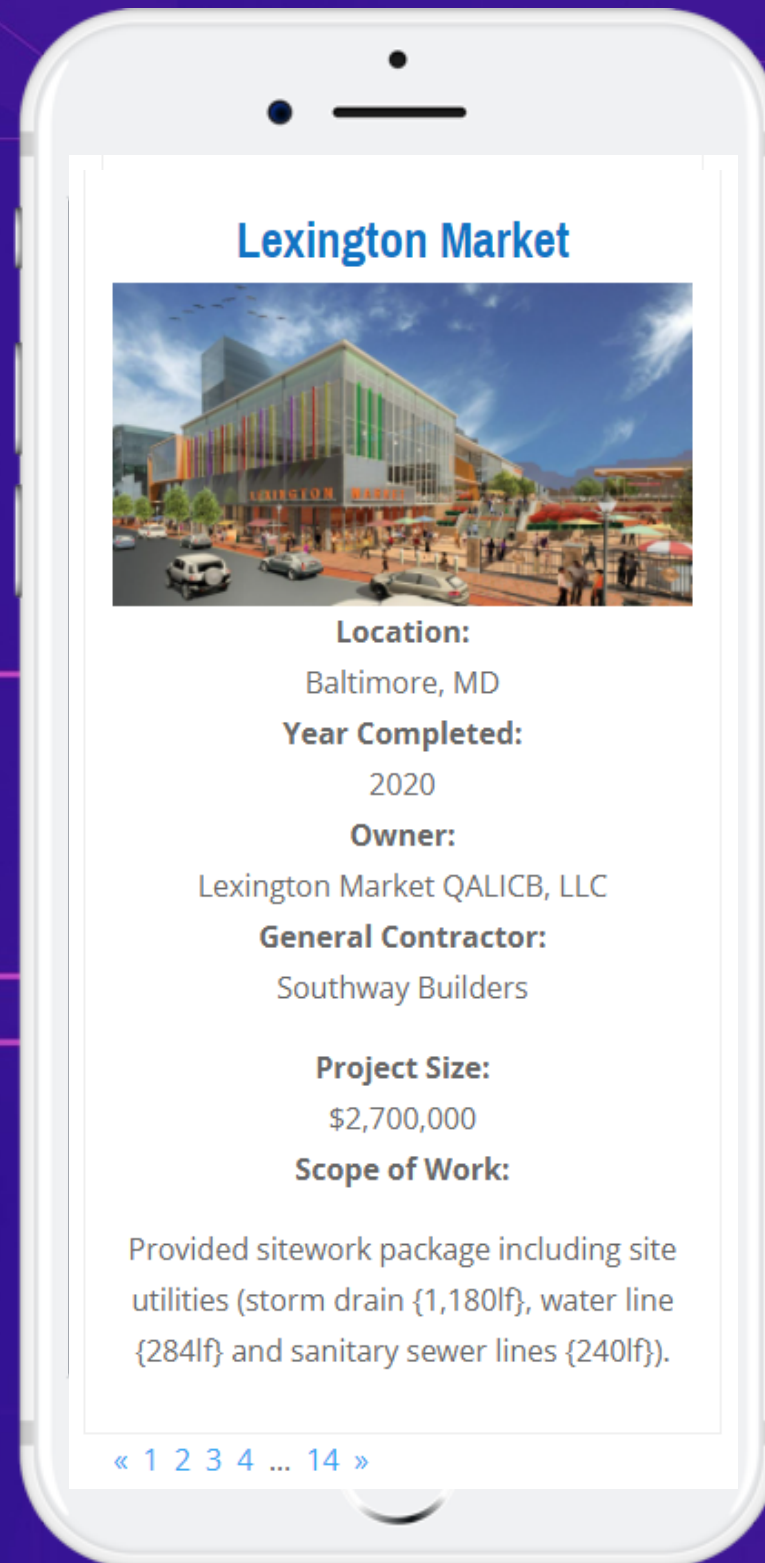 Lexington Market
LEXINGTON MARKET
Location:
Baltimore, MD
Year Completed:
2020
Owner:
Lexington Market QALICB, LLC
General Contractor:
Southway Builders
Project Size:
$2,700,000
Scope of Work:
Provided sitework package including site
utilities (storm drain {1,180lf}, water line
{284lf} and sanitary sewer lines {240lf}).
« 1 2 3 4 ... 14 »